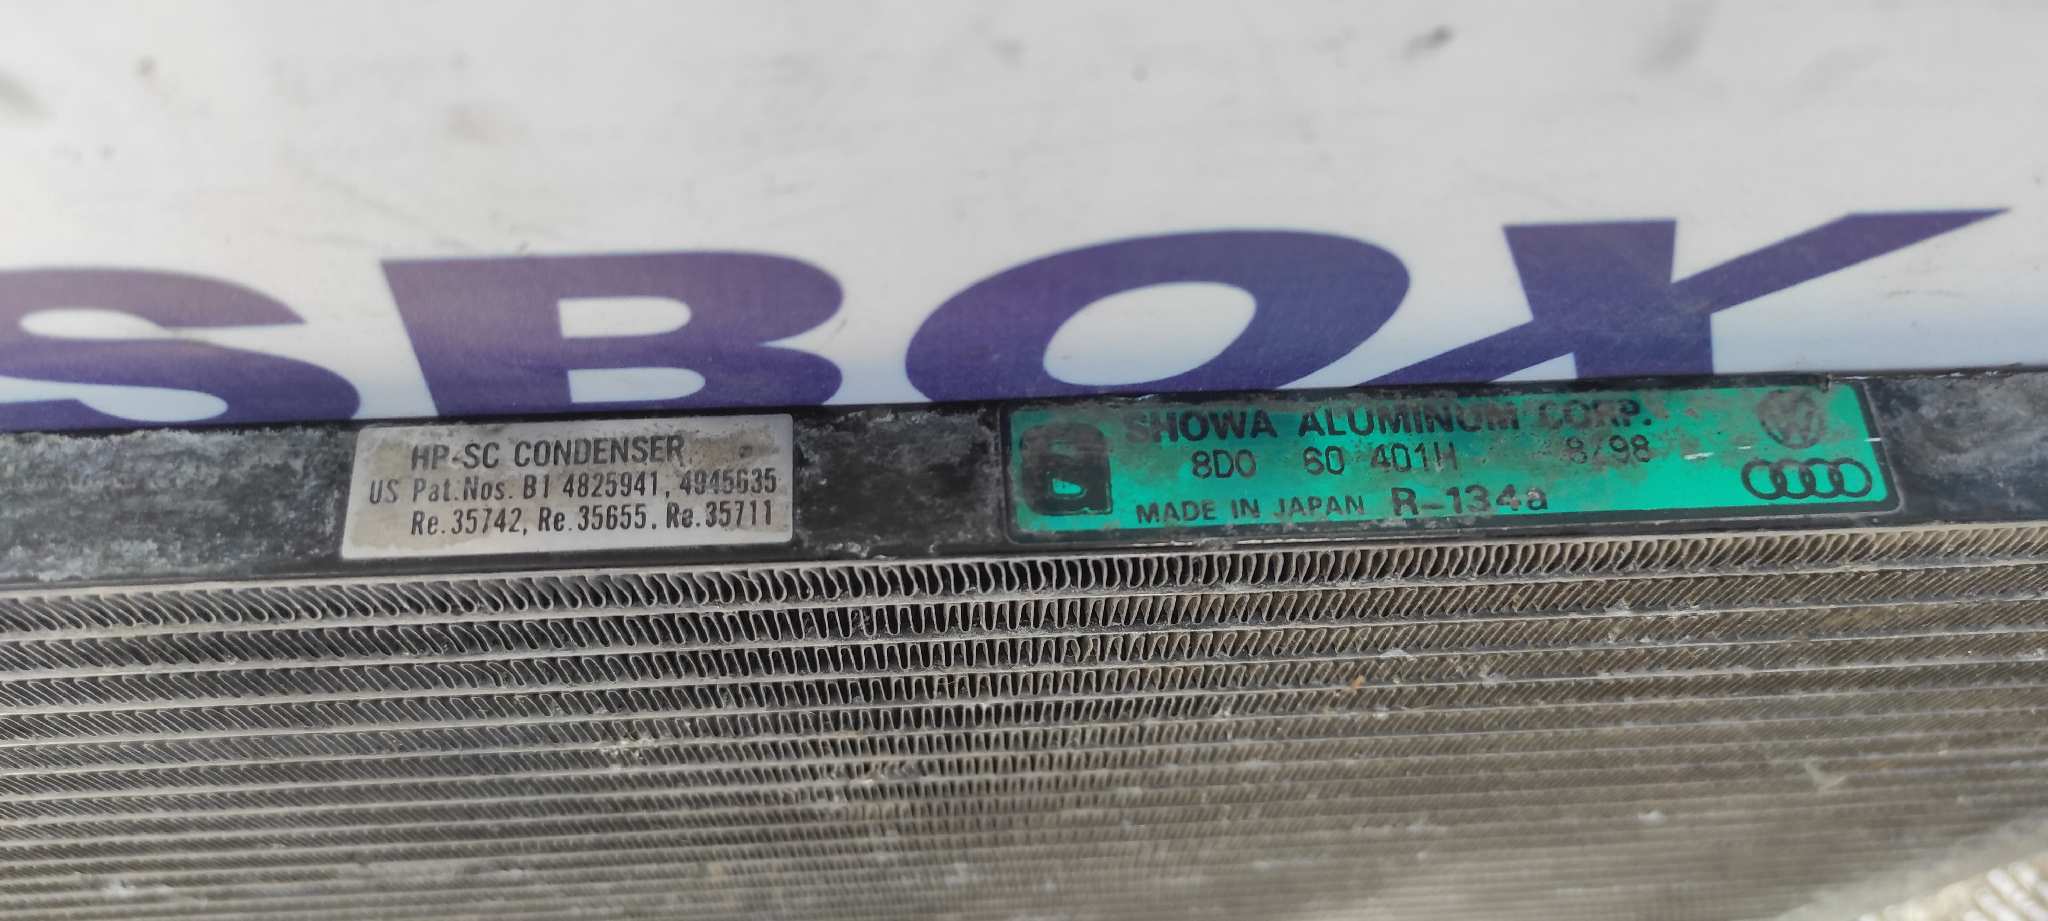 SBOX
HP-SC CONDENSER
US Pat.Nos. B1 4825941, 4945635
Re.35742, Re.35655, Re.35711
SHOWA ALUMINUM CORP.
8D0 60 401H 8/98
MADE IN JAPAN R-134a